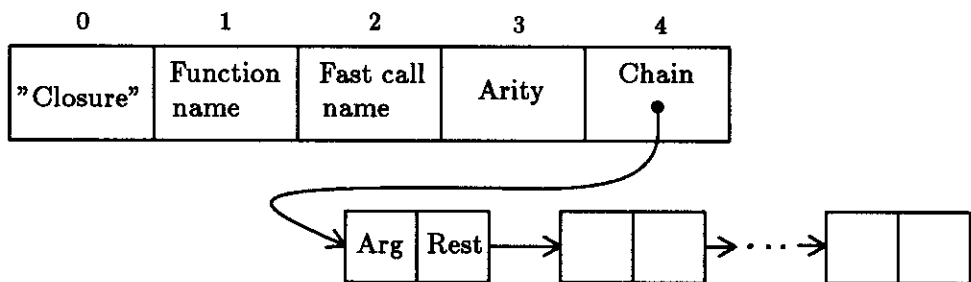 0 1 2 3 4
"Closure" Function name Fast call name Arity Chain
Arg Rest ...